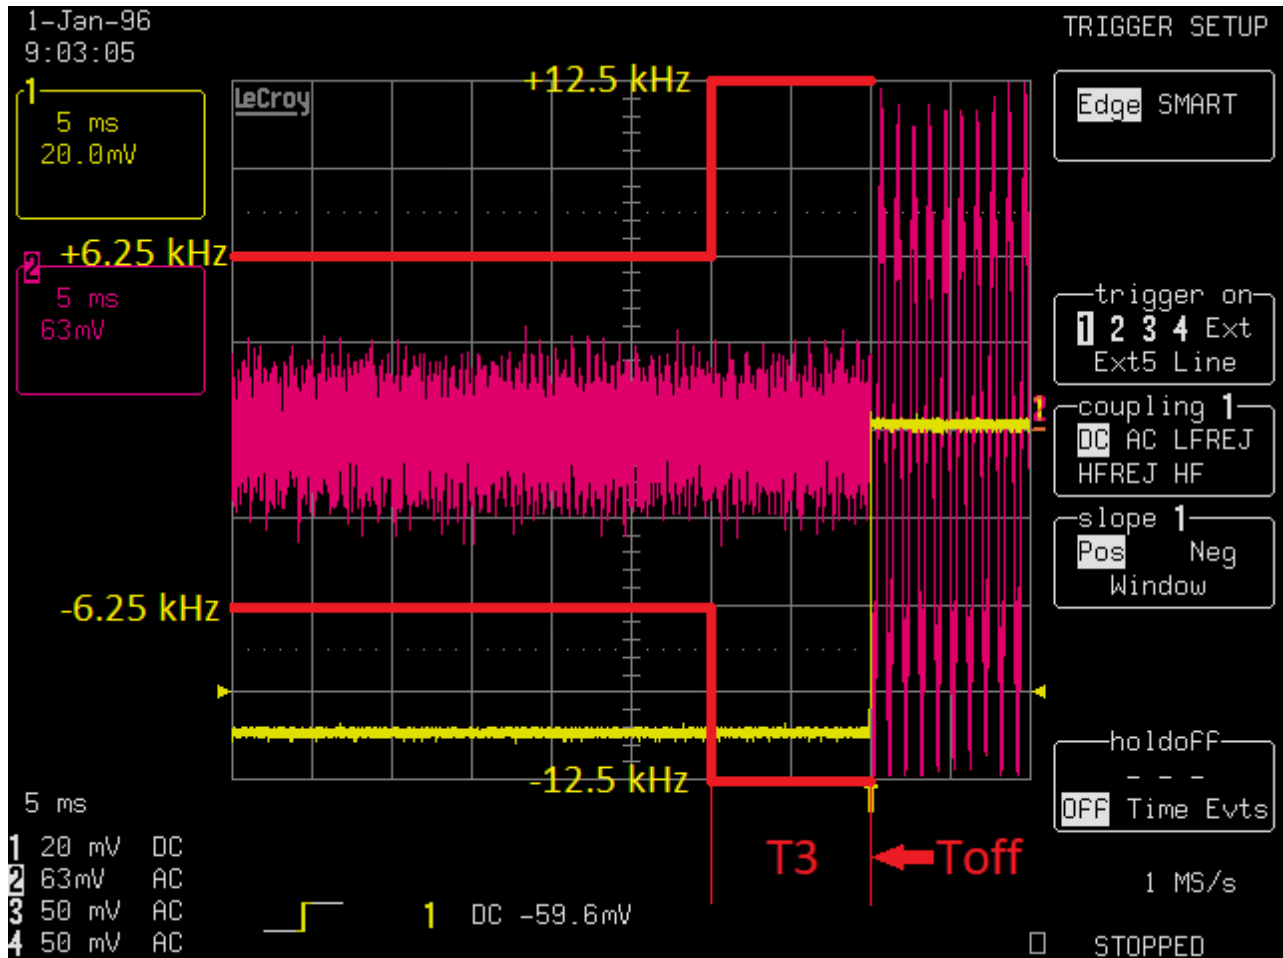 1-Jan-96
9:03:05
TRIGGER SETUP
1
5 ms
20.0mV
+12.5 kHz
LeCroy
Edge SMART
+6.25 kHz
2
5 ms
63mV
trigger on
1 2 3 4 Ext
Ext5 Line
coupling 1
DC AC LFREJ
HFREJ HF
slope 1
Pos Neg
Window
-6.25 kHz
-12.5 kHz
holdoff
- - -
OFF Time Evts
T
5 ms
T3
Toff
1 20 mV DC
2 63mV AC
3 50 mV AC
4 50 mV AC
1 DC -59.6mV
1 MS/s
STOPPED